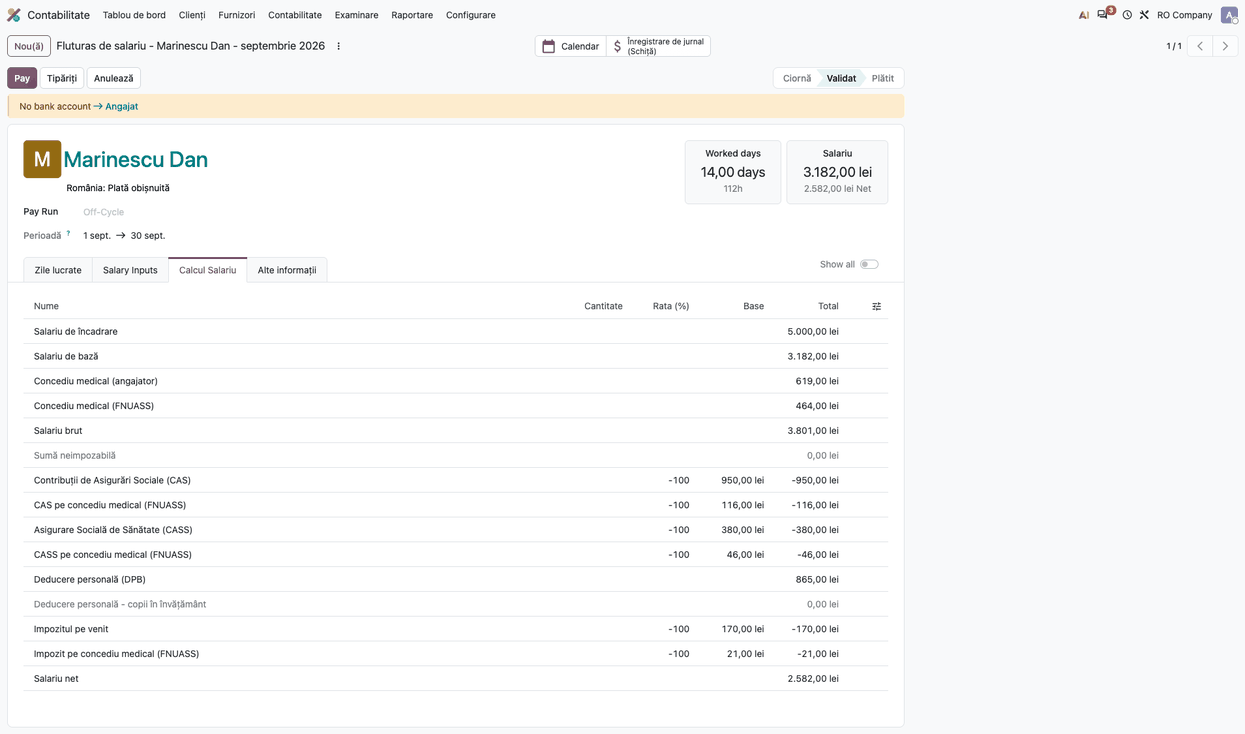 Contabilitate Tablou de bord Clienți Furnizori Contabilitate Examinare Raportare Configurare AI 3 RO Company A
Nou(ă) Fluturas de salariu - Marinescu Dan - septembrie 2026 Calendar $ Înregistrare de jurnal (Schiță) 1 / 1
Pay Tipăriți Anulează Ciornă Validat Plătit
No bank account → Angajat
M Marinescu Dan
România: Plată obișnuită
Worked days
14,00 days
112h
Salariu
3.182,00 lei
2.582,00 lei Net
Pay Run Off-Cycle
Perioadă ? 1 sept. → 30 sept.
Zile lucrate Salary Inputs Calcul Salariu Alte informații Show all
Nume Cantitate Rata (%) Base Total
Salariu de încadrare 5.000,00 lei
Salariu de bază 3.182,00 lei
Concediu medical (angajator) 619,00 lei
Concediu medical (FNUASS) 464,00 lei
Salariu brut 3.801,00 lei
Sumă neimpozabilă 0,00 lei
Contribuții de Asigurări Sociale (CAS) -100 950,00 lei -950,00 lei
CAS pe concediu medical (FNUASS) -100 116,00 lei -116,00 lei
Asigurare Socială de Sănătate (CASS) -100 380,00 lei -380,00 lei
CASS pe concediu medical (FNUASS) -100 46,00 lei -46,00 lei
Deducere personală (DPB) 865,00 lei
Deducere personală - copii în învățământ 0,00 lei
Impozitul pe venit -100 170,00 lei -170,00 lei
Impozit pe concediu medical (FNUASS) -100 21,00 lei -21,00 lei
Salariu net 2.582,00 lei